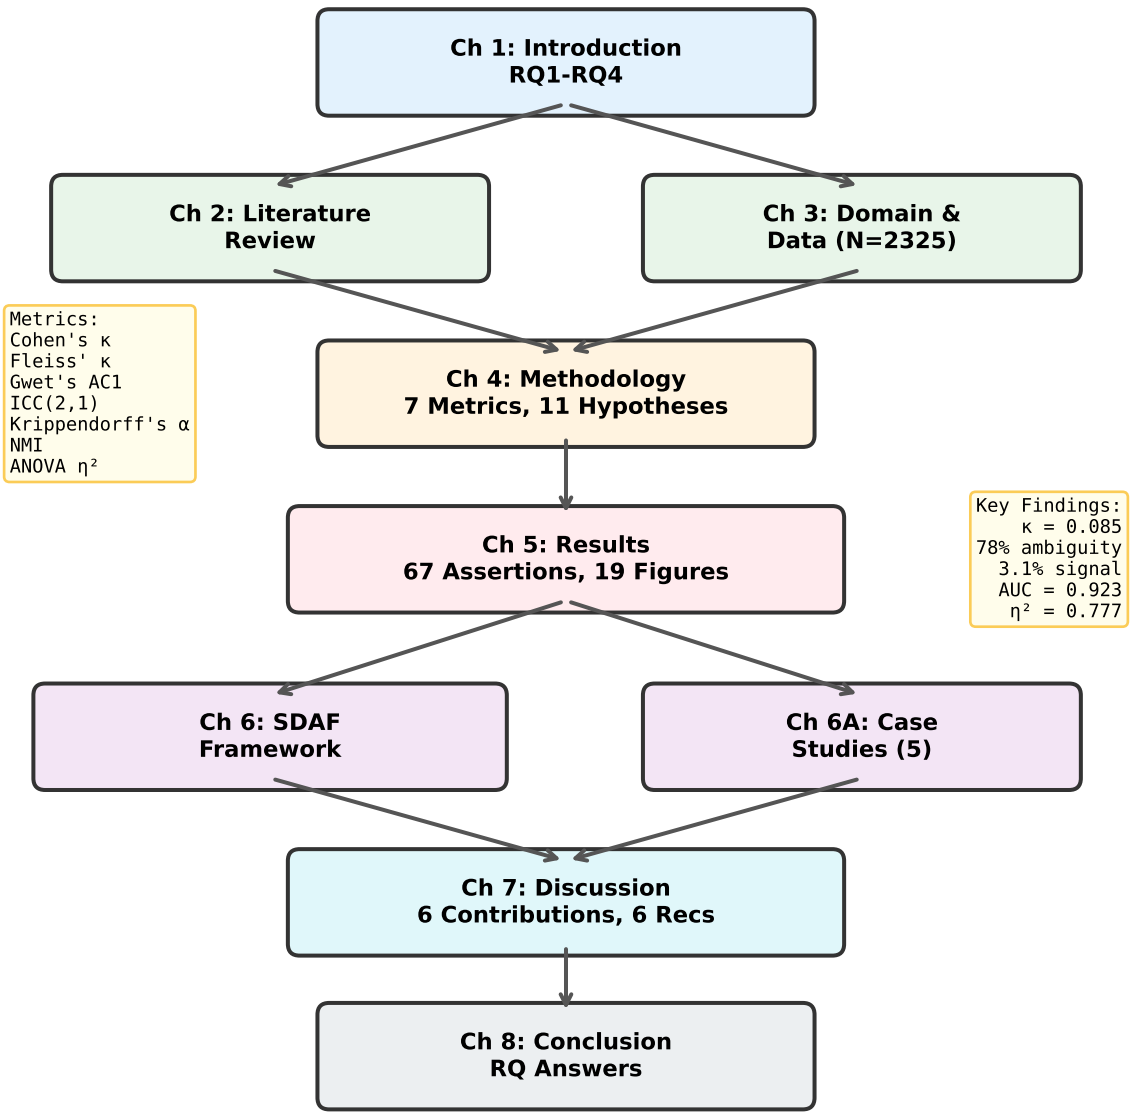 Ch 1: Introduction
RQ1-RQ4
Ch 2: Literature
Review
Ch 3: Domain &
Data (N=2325)
Metrics:
Cohen's κ
Fleiss' κ
Gwet's AC1
ICC(2,1)
Krippendorff's α
NMI
ANOVA η²
Ch 4: Methodology
7 Metrics, 11 Hypotheses
Ch 5: Results
67 Assertions, 19 Figures
Key Findings:
κ = 0.085
78% ambiguity
3.1% signal
AUC = 0.923
η² = 0.777
Ch 6: SDAF
Framework
Ch 6A: Case
Studies (5)
Ch 7: Discussion
6 Contributions, 6 Recs
Ch 8: Conclusion
RQ Answers